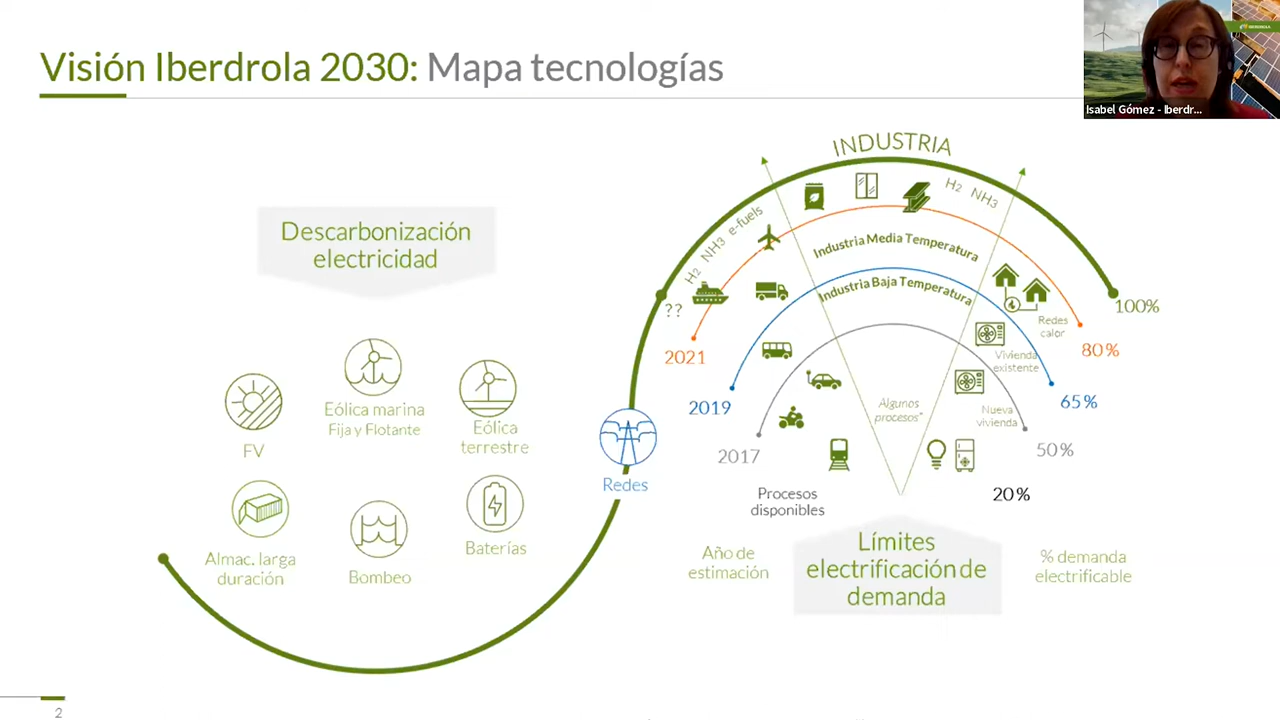 Visión Iberdrola 2030: Mapa tecnologías
IBERDROLA
Isabel Gómez - Iberdr...
Descarbonización
electricidad
FV
Eólica marina
Fija y Flotante
Eólica
terrestre
Almac. larga
duración
Bombeo
Baterías
Redes
INDUSTRIA
H2 NH3 e-fuels
H2 NH3
Industria Media Temperatura
Industria Baja Temperatura
??
2021
2019
2017
Procesos
disponibles
Algunos
procesos*
Redes
calor
Vivienda
existente
Nueva
vivienda
100%
80%
65%
50%
20%
Año de
estimación
Límites
electrificación de
demanda
% demanda
electrificable
2